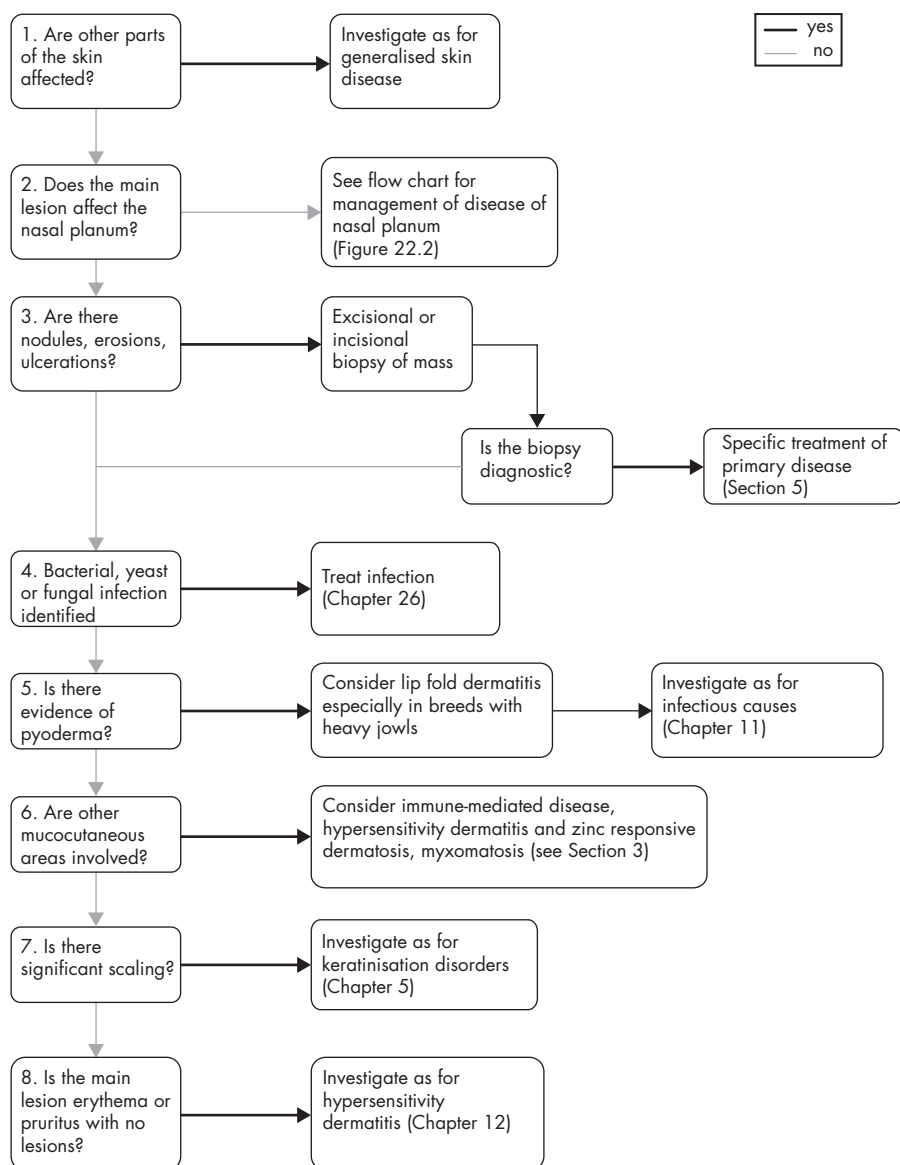 1. Are other parts
of the skin
affected?
Investigate as for
generalised skin
disease
yes
no
2. Does the main
lesion affect the
nasal planum?
See flow chart for
management of disease of
nasal planum
(Figure 22.2)
3. Are there
nodules, erosions,
ulcerations?
Excisional or
incisional
biopsy of mass
Is the biopsy
diagnostic?
Specific treatment of
primary disease
(Section 5)
4. Bacterial, yeast
or fungal infection
identified
Treat infection
(Chapter 26)
5. Is there
evidence of
pyoderma?
Consider lip fold dermatitis
especially in breeds with
heavy jowls
Investigate as for
infectious causes
(Chapter 11)
6. Are other
mucocutaneous
areas involved?
Consider immune-mediated disease,
hypersensitivity dermatitis and zinc responsive
dermatosis, myxomatosis (see Section 3)
7. Is there
significant scaling?
Investigate as for
keratinisation disorders
(Chapter 5)
8. Is the main
lesion erythema or
pruritus with no
lesions?
Investigate as for
hypersensitivity
dermatitis (Chapter 12)